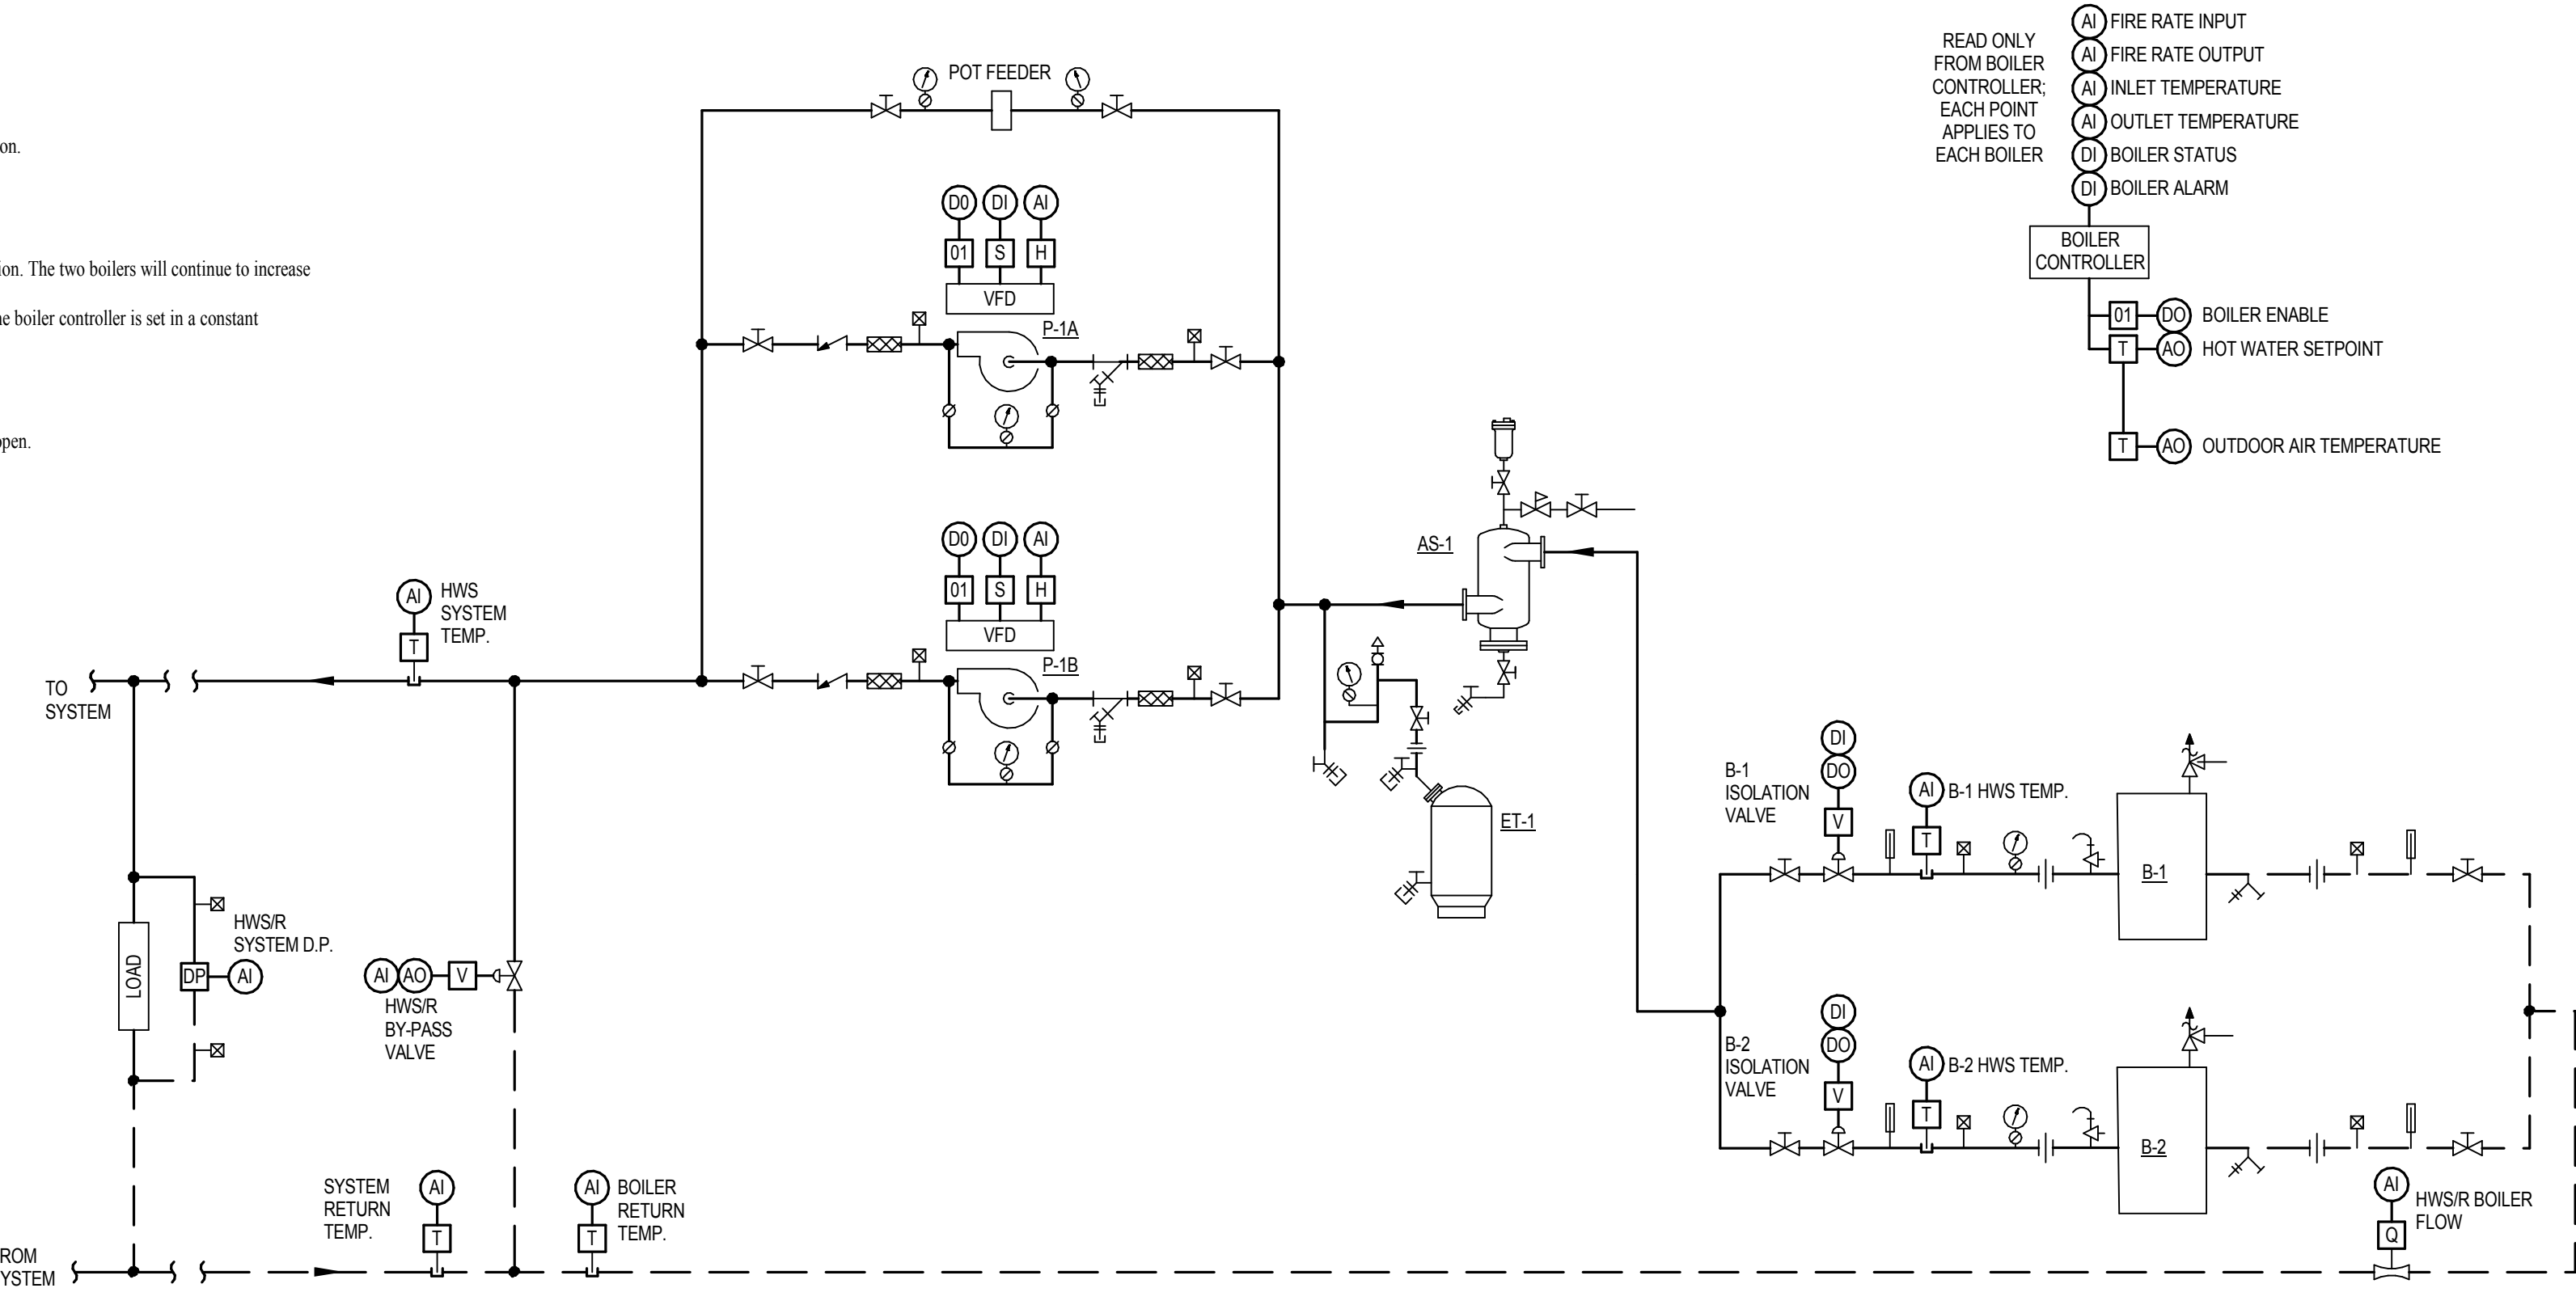 on.
ion. The two boilers will continue to increase
he boiler controller is set in a constant
open.
POT FEEDER
D0 DI AI
01 S H
VFD
P-1A
D0 DI AI
01 S H
VFD
P-1B
READ ONLY
FROM BOILER
CONTROLLER;
EACH POINT
APPLIES TO
EACH BOILER
AI FIRE RATE INPUT
AI FIRE RATE OUTPUT
AI INLET TEMPERATURE
AI OUTLET TEMPERATURE
DI BOILER STATUS
DI BOILER ALARM
BOILER
CONTROLLER
01 DO BOILER ENABLE
T AO HOT WATER SETPOINT
T AO OUTDOOR AIR TEMPERATURE
AS-1
ET-1
AI HWS
SYSTEM
TEMP.
T
TO
SYSTEM
LOAD
HWS/R
SYSTEM D.P.
DP AI
AI AO V
HWS/R
BY-PASS
VALVE
SYSTEM
RETURN
TEMP.
AI
T
AI
T
BOILER
RETURN
TEMP.
ROM
YSTEM
DI
DO
V
B-1
ISOLATION
VALVE
AI B-1 HWS TEMP.
T
B-1
DI
DO
V
B-2
ISOLATION
VALVE
AI B-2 HWS TEMP.
T
B-2
AI
Q
HWS/R BOILER
FLOW